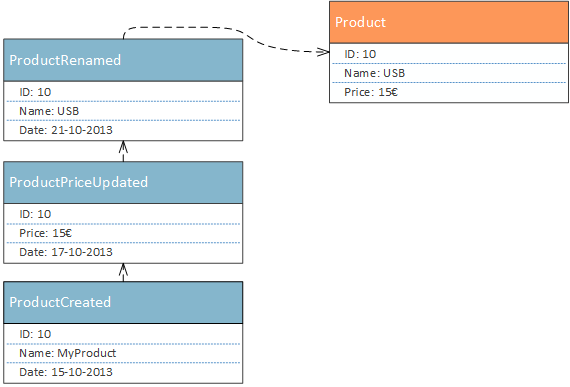 Product
ID: 10
Name: USB
Price: 15€
ProductRenamed
ID: 10
Name: USB
Date: 21-10-2013
ProductPriceUpdated
ID: 10
Price: 15€
Date: 17-10-2013
ProductCreated
ID: 10
Name: MyProduct
Date: 15-10-2013